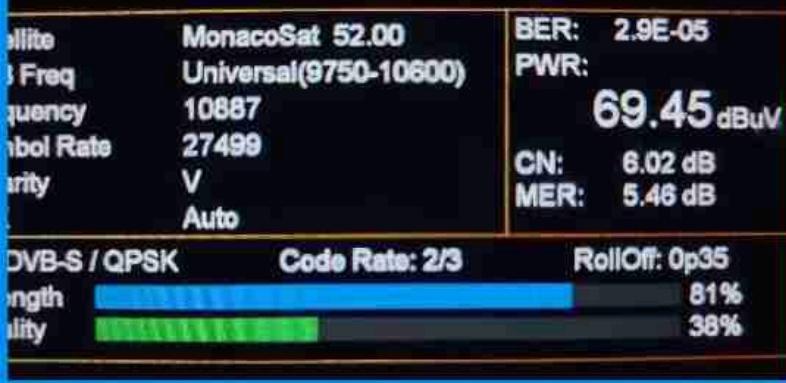 ellite MonacoSat 52.00
B Freq Universal(9750-10600)
quency 10887
nbol Rate 27499
arity V
Auto
BER: 2.9E-05
PWR:
69.45 dBuV
CN: 6.02 dB
MER: 5.46 dB
DVB-S / QPSK Code Rate: 2/3 RollOff: 0p35
ength 81%
ality 38%